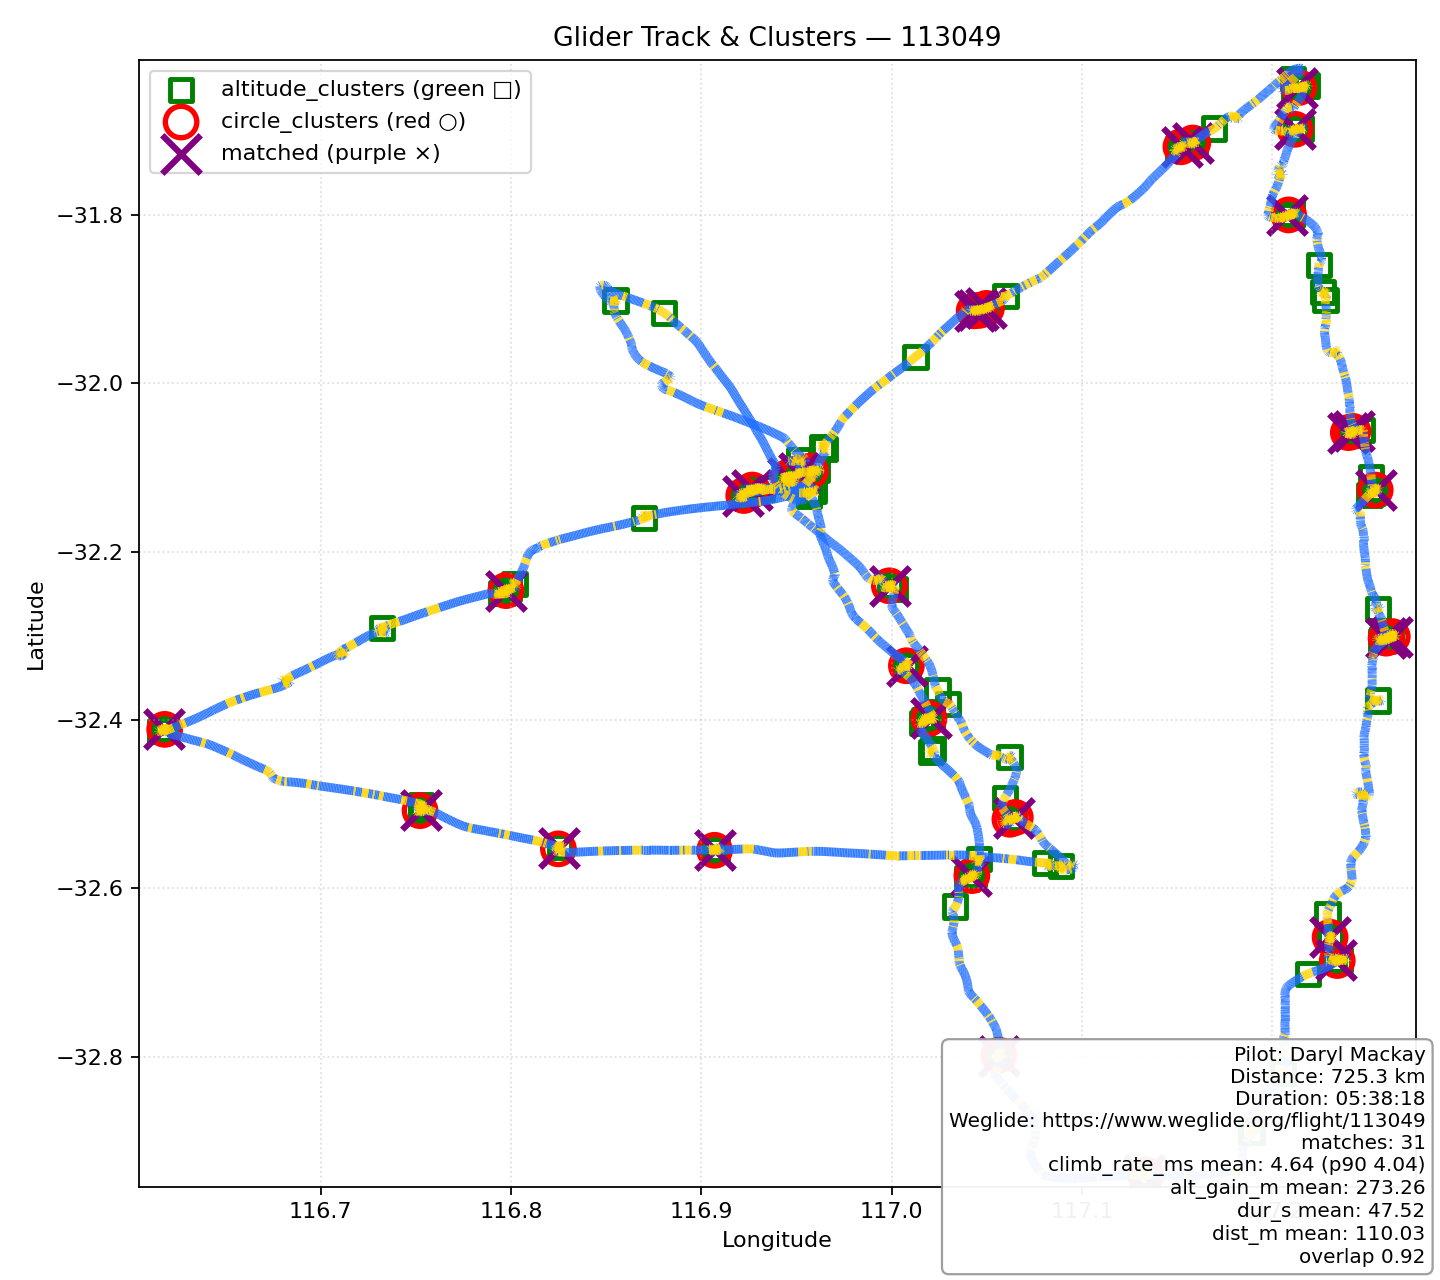 Glider Track & Clusters — 113049
altitude_clusters (green □)
circle_clusters (red ○)
matched (purple ×)
Latitude
−31.8
−32.0
−32.2
−32.4
−32.6
−32.8
116.7
116.8
116.9
117.0
117.1
Longitude
Pilot: Daryl Mackay
Distance: 725.3 km
Duration: 05:38:18
Weglide: https://www.weglide.org/flight/113049
matches: 31
climb_rate_ms mean: 4.64 (p90 4.04)
alt_gain_m mean: 273.26
dur_s mean: 47.52
dist_m mean: 110.03
overlap 0.92